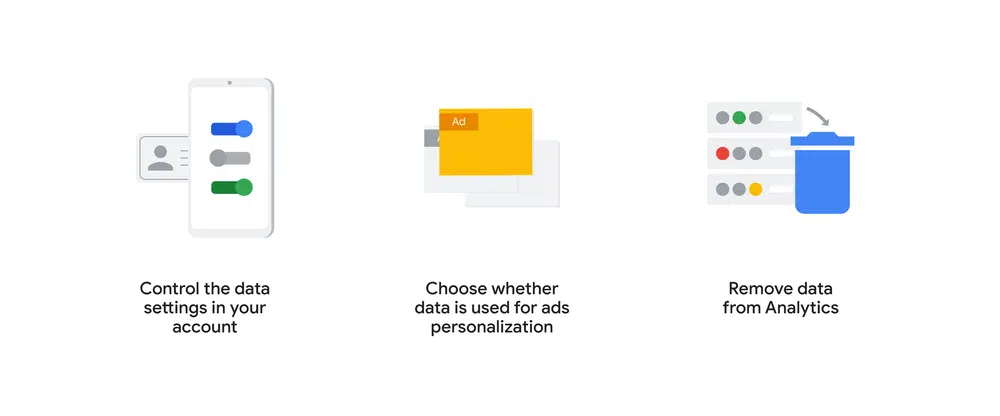 Ad
Control the data
settings in your
account
Choose whether
data is used for ads
personalization
Remove data
from Analytics